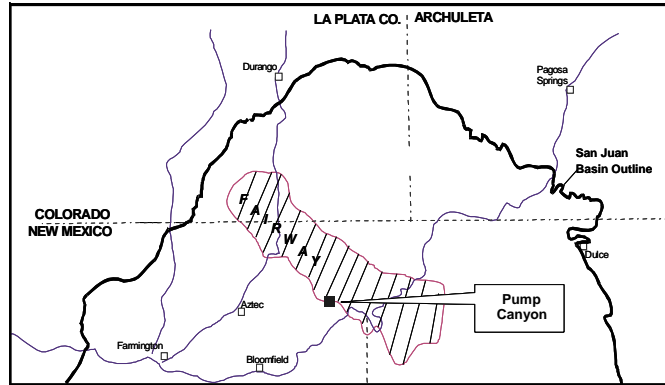 LA PLATA CO.
ARCHULETA
Durango
Pagosa
Springs
San Juan
Basin Outline
FAIRWAY
COLORADO
NEW MEXICO
Dulce
Aztec
Pump
Canyon
Farmington
Bloomfield